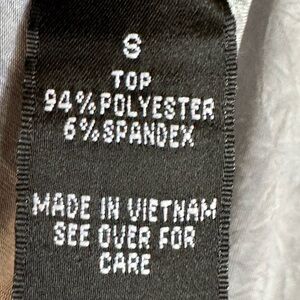 S
TOP
94%POLYESTER
6%SPANDEX
MADE IN VIETNAM
SEE OVER FOR
CARE